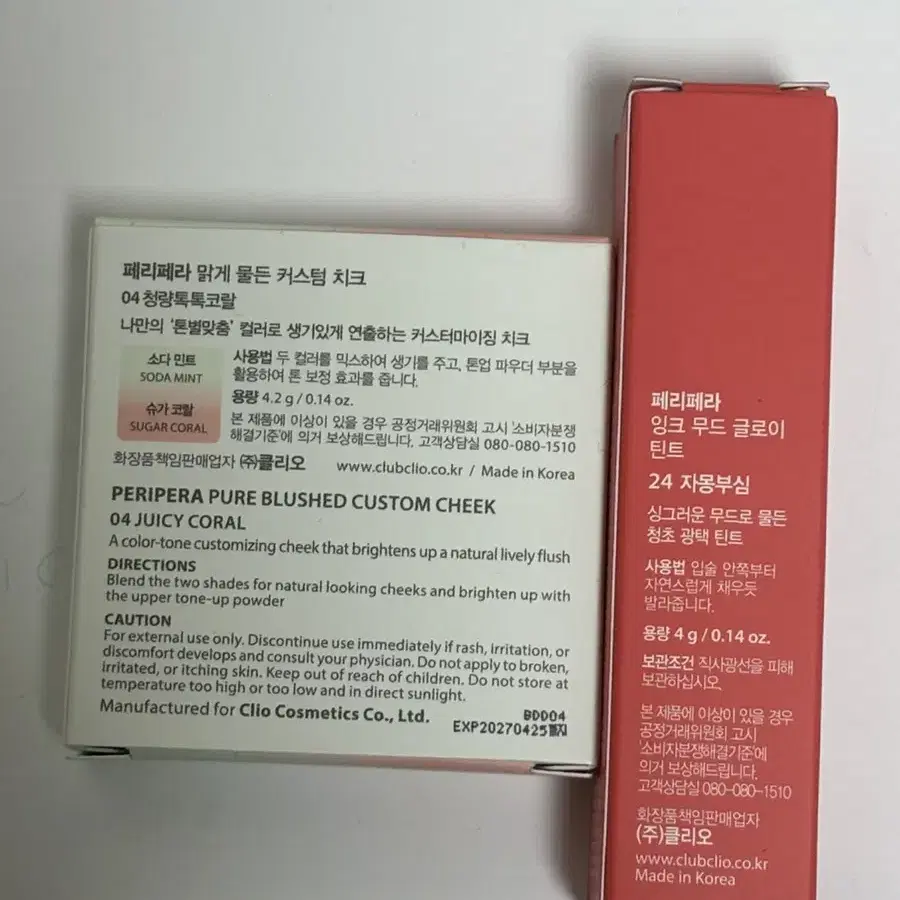 페리페라 맑게 물든 커스텀 치크
04 청량톡톡코랄
나만의 '톤별맞춤' 컬러로 생기있게 연출하는 커스터마이징 치크
소다 민트
SODA MINT
슈가 코랄
SUGAR CORAL
사용법 두 컬러를 믹스하여 생기를 주고, 톤업 파우더 부분을
활용하여 톤 보정 효과를 줍니다.
용량 4.2 g / 0.14 oz.
본 제품에 이상이 있을 경우 공정거래위원회 고시 '소비자분쟁
해결기준'에 의거 보상해드립니다. 고객상담실 080-080-1510
화장품책임판매업자 (주)클리오 www.clubclio.co.kr / Made in Korea
PERIPERA PURE BLUSHED CUSTOM CHEEK
04 JUICY CORAL
A color-tone customizing cheek that brightens up a natural lively flush
DIRECTIONS
Blend the two shades for natural looking cheeks and brighten up with
the upper tone-up powder
CAUTION
For external use only. Discontinue use immediately if rash, irritation, or
discomfort develops and consult your physician. Do not apply to broken,
irritated, or itching skin. Keep out of reach of children. Do not store at
temperature too high or too low and in direct sunlight.
Manufactured for Clio Cosmetics Co., Ltd.
BDD04
EXP20270425까지
페리페라
잉크 무드 글로이
틴트
24 자몽부심
싱그러운 무드로 물든
청초 광택 틴트
사용법 입술 안쪽부터
자연스럽게 채우듯
발라줍니다.
용량 4 g / 0.14 oz.
보관조건 직사광선을 피해
보관하십시오.
본 제품에 이상이 있을 경우
공정거래위원회 고시
'소비자분쟁해결기준'에
의거 보상해드립니다.
고객상담실 080-080-1510
화장품책임판매업자
(주)클리오
www.clubclio.co.kr
Made in Korea